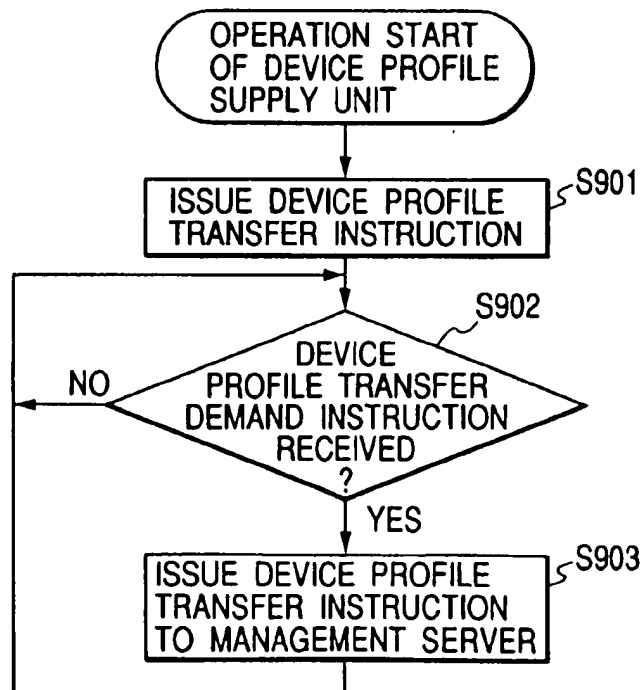 OPERATION START
OF DEVICE PROFILE
SUPPLY UNIT
S901
ISSUE DEVICE PROFILE
TRANSFER INSTRUCTION
S902
DEVICE
PROFILE TRANSFER
DEMAND INSTRUCTION
RECEIVED
?
NO
YES
S903
ISSUE DEVICE PROFILE
TRANSFER INSTRUCTION
TO MANAGEMENT SERVER